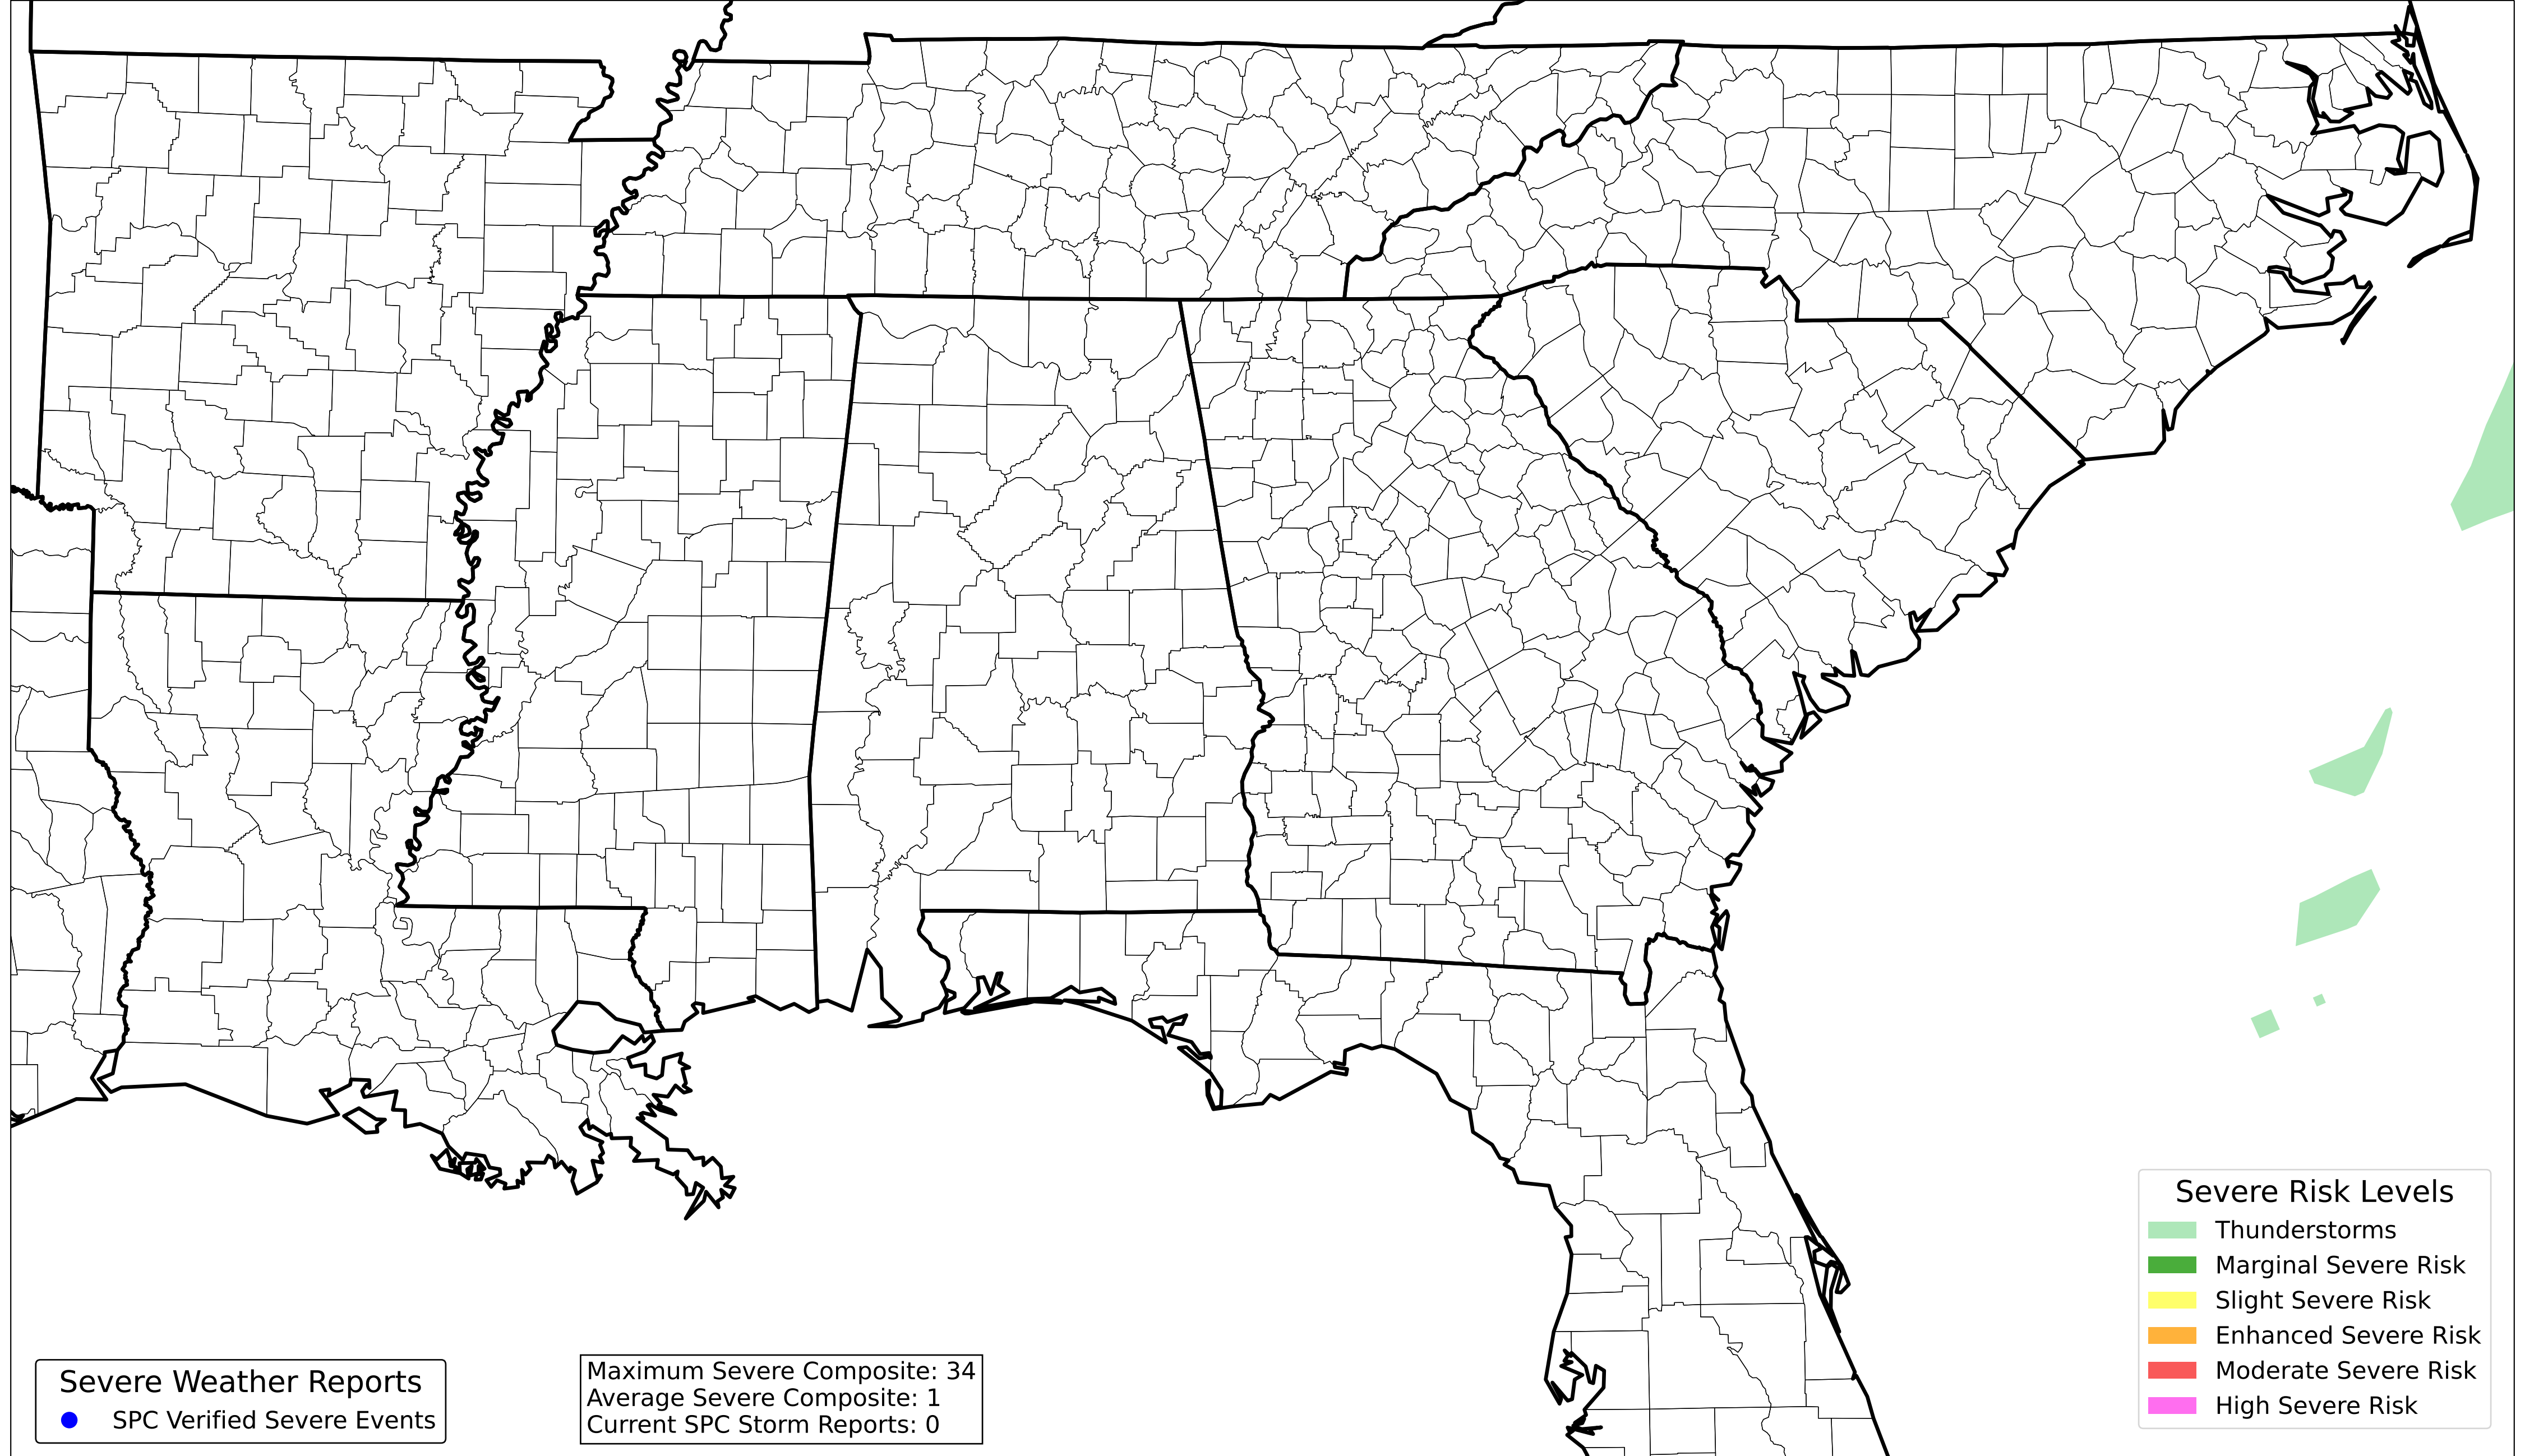 Severe Risk Levels
Thunderstorms
Marginal Severe Risk
Slight Severe Risk
Enhanced Severe Risk
Moderate Severe Risk
High Severe Risk
Severe Weather Reports
SPC Verified Severe Events
Maximum Severe Composite: 34
Average Severe Composite: 1
Current SPC Storm Reports: 0